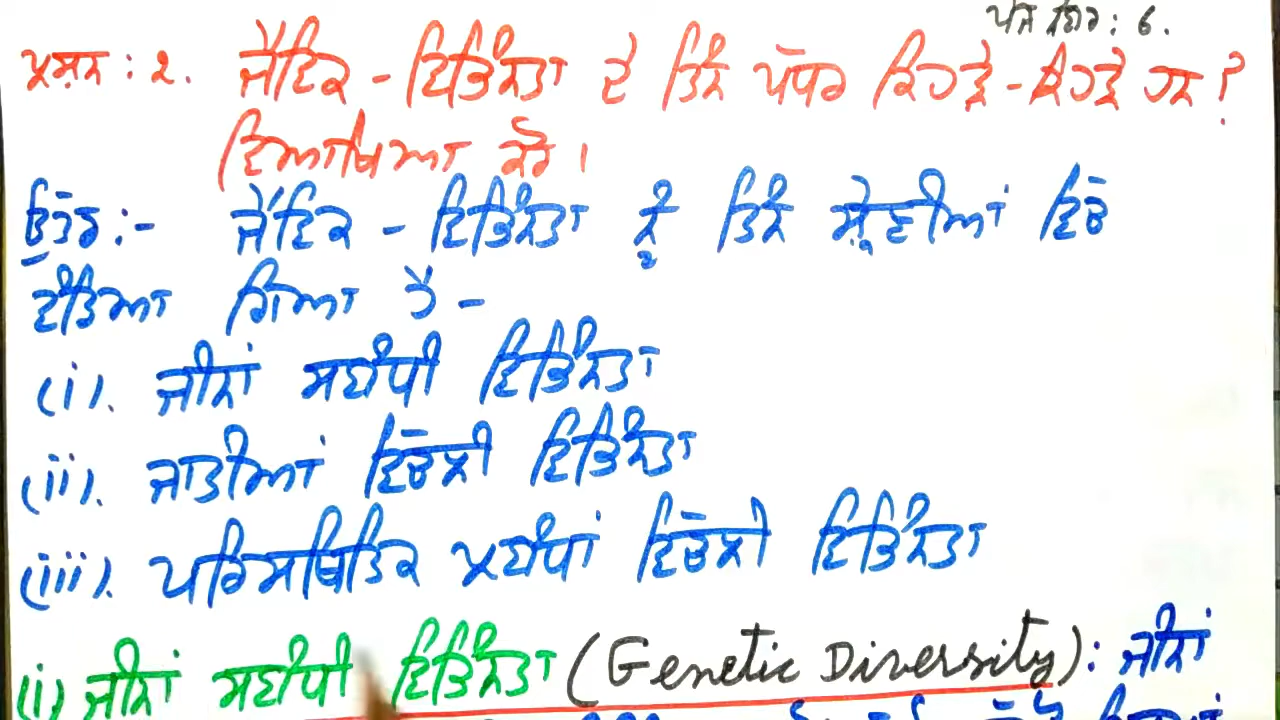 ਪੇਜ ਨੰਬਰ: 6.
ਪ੍ਰਸ਼ਨ: 2. ਜੈਵਿਕ - ਵਿਭਿੰਨਤਾ ਦੇ ਤਿੰਨ ਪੱਧਰ ਕਿਹੜੇ - ਕਿਹੜੇ ਹਨ?
ਵਿਆਖਿਆ ਕਰੋ।
ਉੱਤਰ:- ਜੈਵਿਕ - ਵਿਭਿੰਨਤਾ ਨੂੰ ਤਿੰਨ ਸ਼੍ਰੇਣੀਆਂ ਵਿੱਚ
ਵੰਡਿਆ ਗਿਆ ਹੈ -
(i). ਜੀਨਾਂ ਸਬੰਧੀ ਵਿਭਿੰਨਤਾ
(ii). ਜਾਤੀਆਂ ਵਿੱਚਲੀ ਵਿਭਿੰਨਤਾ
(iii). ਪਰਿਸਥਿਤਿਕ ਪ੍ਰਬੰਧਾਂ ਵਿੱਚਲੀ ਵਿਭਿੰਨਤਾ
(i) ਜੀਨਾਂ ਸਬੰਧੀ ਵਿਭਿੰਨਤਾ (Genetic Diversity): ਜੀਨਾਂ